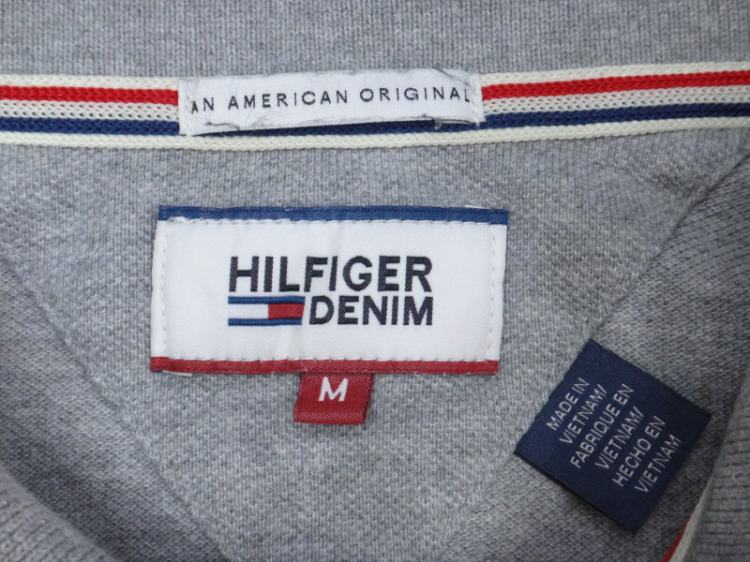 AN AMERICAN ORIGINAL
HILFIGER
DENIM
M
MADE IN
VIETNAM/
FABRIQUE EN
VIETNAM/
HECHO EN
VIETNAM